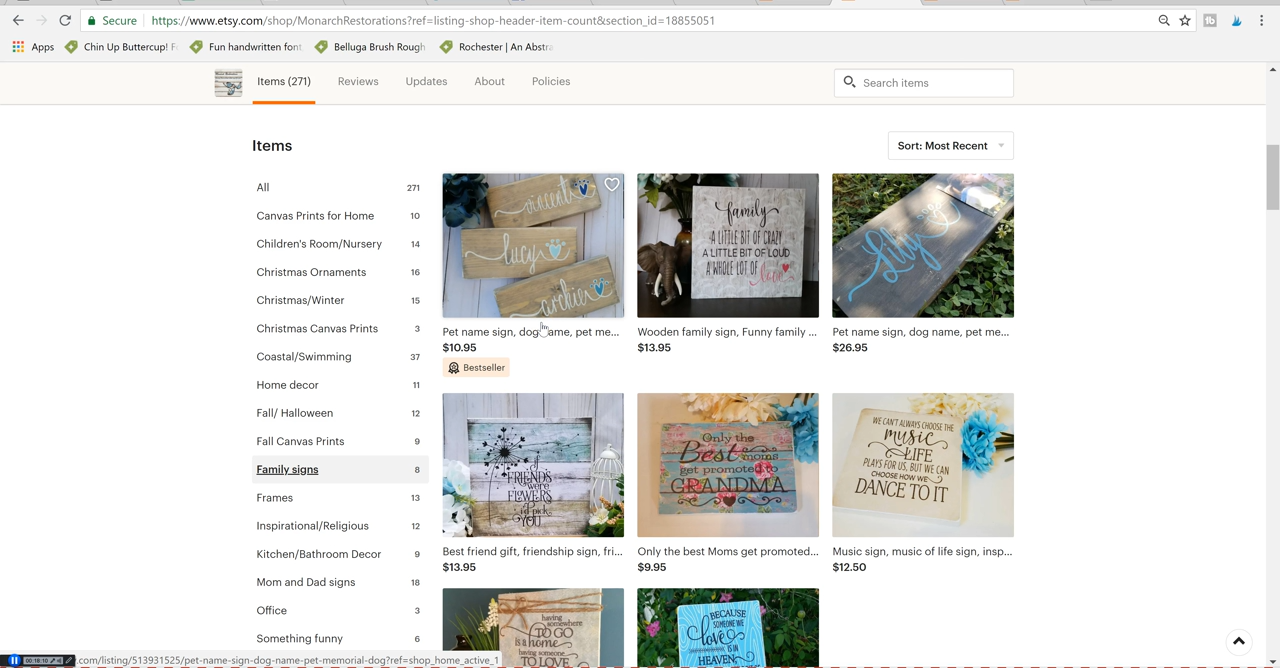 Secure
https://www.etsy.com/shop/MonarchRestorations?ref=listing-shop-header-item-count&section_id=18855051
Apps
Chin Up Buttercup! F
Fun handwritten font
Belluga Brush Rough
Rochester | An Abstra
Items (271)
Reviews
Updates
About
Policies
Search items
Items
Sort: Most Recent
All 271
Canvas Prints for Home 10
Children's Room/Nursery 14
Christmas Ornaments 16
Christmas/Winter 15
Christmas Canvas Prints 3
Coastal/Swimming 37
Home decor 11
Fall/ Halloween 12
Fall Canvas Prints 9
Family signs 8
Frames 13
Inspirational/Religious 12
Kitchen/Bathroom Decor 9
Mom and Dad signs 18
Office 3
Something funny 6
vincent
lucy
archie
Pet name sign, dog name, pet me...
$10.95
Bestseller
family
A LITTLE BIT OF CRAZY
A LITTLE BIT OF LOUD
A WHOLE LOT OF love
Wooden family sign, Funny family ...
$13.95
Lily
Pet name sign, dog name, pet me...
$26.95
if
FRIENDS
were
FLOWERS
i'd pick
YOU
Best friend gift, friendship sign, fri...
$13.95
Only the
Best moms
get promoted to
GRANDMA
Only the best Moms get promoted...
$9.95
WE CAN'T ALWAYS CHOOSE THE
music
LIFE
PLAYS FOR US, BUT WE CAN
CHOOSE HOW WE
DANCE TO IT
Music sign, music of life sign, insp...
$12.50
having
somewhere
TO GO
is a home
having someone
TO LOVE
BECAUSE
SOMEONE WE
love
IS IN
HEAVEN
00:18:10
.com/listing/513931525/pet-name-sign-dog-name-pet-memorial-dog?ref=shop_home_active_1